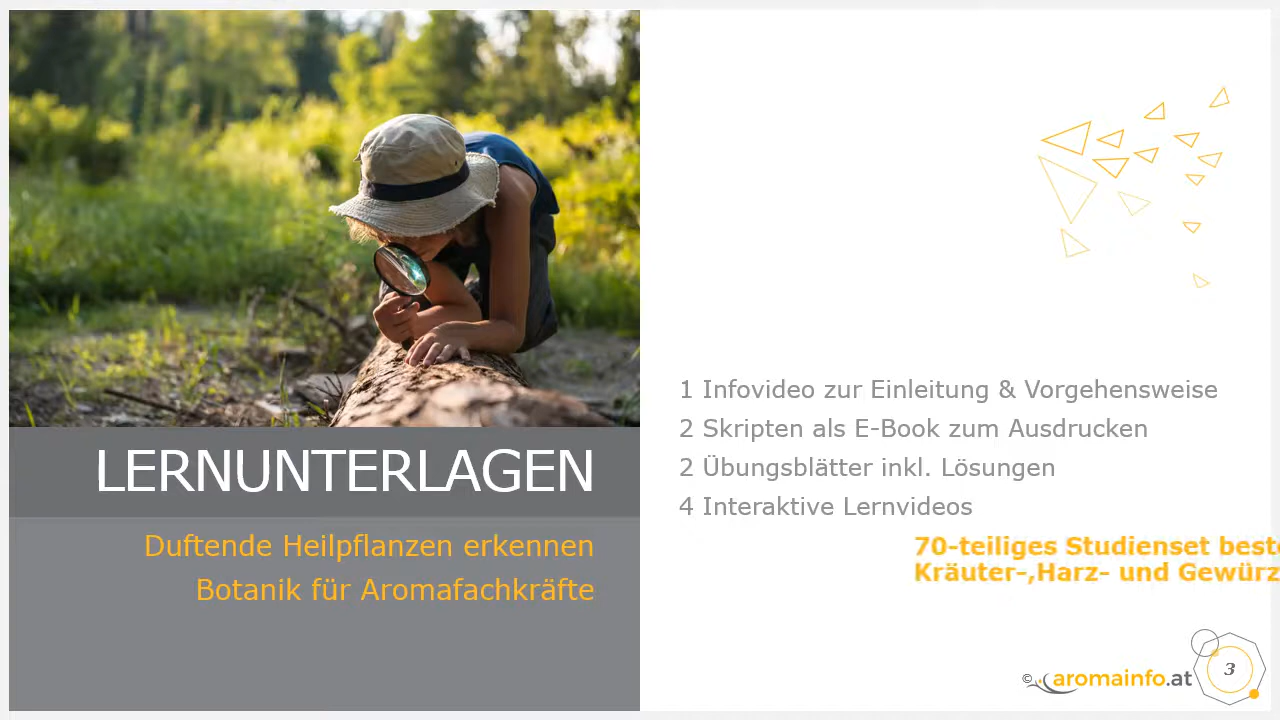 LERNUNTERLAGEN
Duftende Heilpflanzen erkennen
Botanik für Aromafachkräfte
1 Infovideo zur Einleitung & Vorgehensweise
2 Skripten als E-Book zum Ausdrucken
2 Übungsblätter inkl. Lösungen
4 Interaktive Lernvideos
70-teiliges Studienset
Kräuter-,Harz- und
© aromainfo.at
3